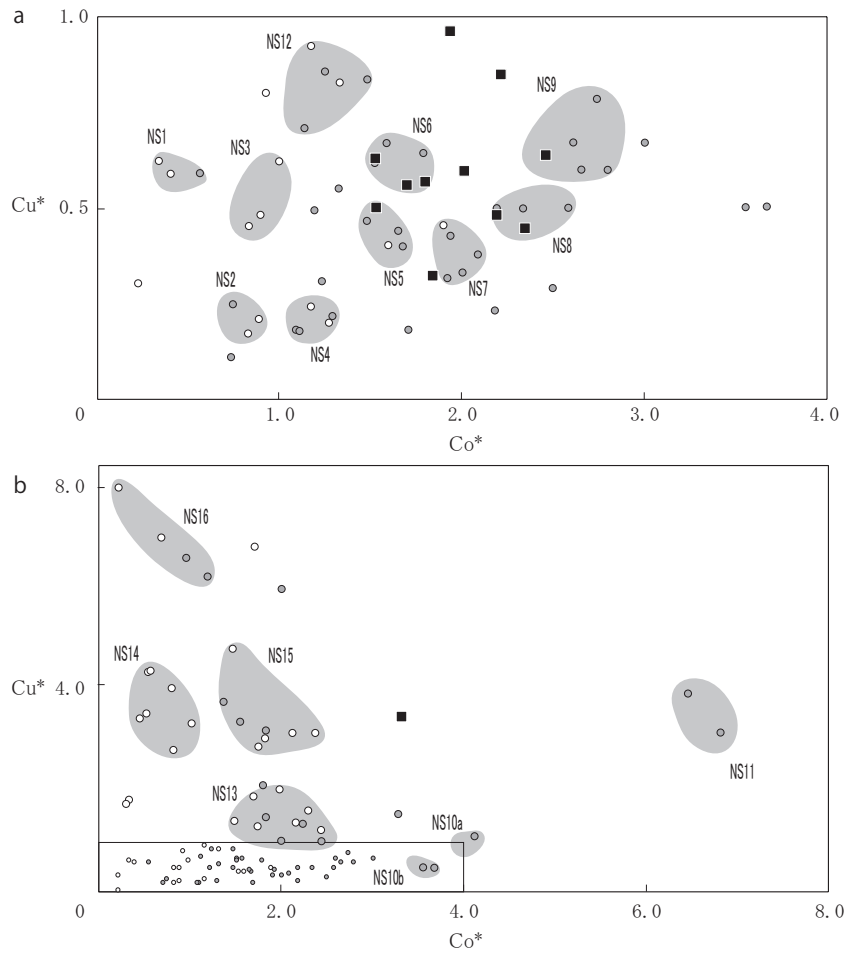 a
1.0
NS12
NS9
NS1
NS3
NS6
Cu*
0.5
NS8
NS5
NS7
NS2
NS4
0
1.0
2.0
3.0
4.0
Co*
b
8.0
NS16
NS14
NS15
Cu*
4.0
NS11
NS13
NS10a
NS10b
0
2.0
4.0
6.0
8.0
Co*